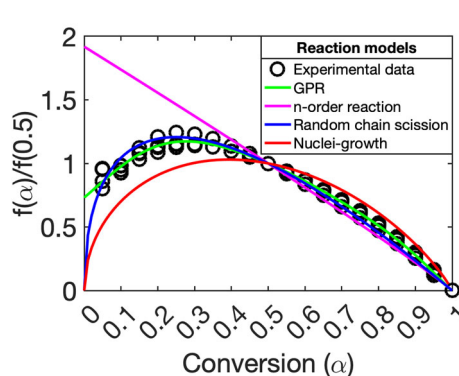 2
1.5
1
0.5
0
f(α)/f(0.5)
Reaction models
Experimental data
GPR
n-order reaction
Random chain scission
Nuclei-growth
0 0.1 0.2 0.3 0.4 0.5 0.6 0.7 0.8 0.9 1
Conversion (α)